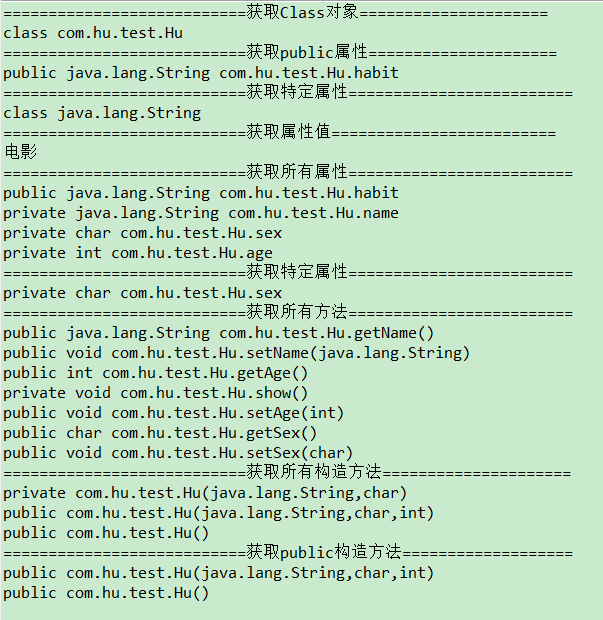 ===========================获取Class对象=====================
class com.hu.test.Hu
===========================获取public属性=====================
public java.lang.String com.hu.test.Hu.habit
===========================获取特定属性=========================
class java.lang.String
===========================获取属性值=========================
电影
===========================获取所有属性=========================
public java.lang.String com.hu.test.Hu.habit
private java.lang.String com.hu.test.Hu.name
private char com.hu.test.Hu.sex
private int com.hu.test.Hu.age
===========================获取特定属性=========================
private char com.hu.test.Hu.sex
===========================获取所有方法=========================
public java.lang.String com.hu.test.Hu.getName()
public void com.hu.test.Hu.setName(java.lang.String)
public int com.hu.test.Hu.getAge()
private void com.hu.test.Hu.show()
public void com.hu.test.Hu.setAge(int)
public char com.hu.test.Hu.getSex()
public void com.hu.test.Hu.setSex(char)
===========================获取所有构造方法=====================
private com.hu.test.Hu(java.lang.String,char)
public com.hu.test.Hu(java.lang.String,char,int)
public com.hu.test.Hu()
===========================获取public构造方法===================
public com.hu.test.Hu(java.lang.String,char,int)
public com.hu.test.Hu()